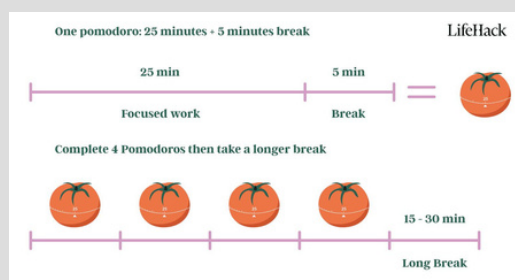 One pomodoro: 25 minutes + 5 minutes break
LifeHack
25 min
5 min
Focused work
Break
Complete 4 Pomodoros then take a longer break
15 - 30 min
Long Break